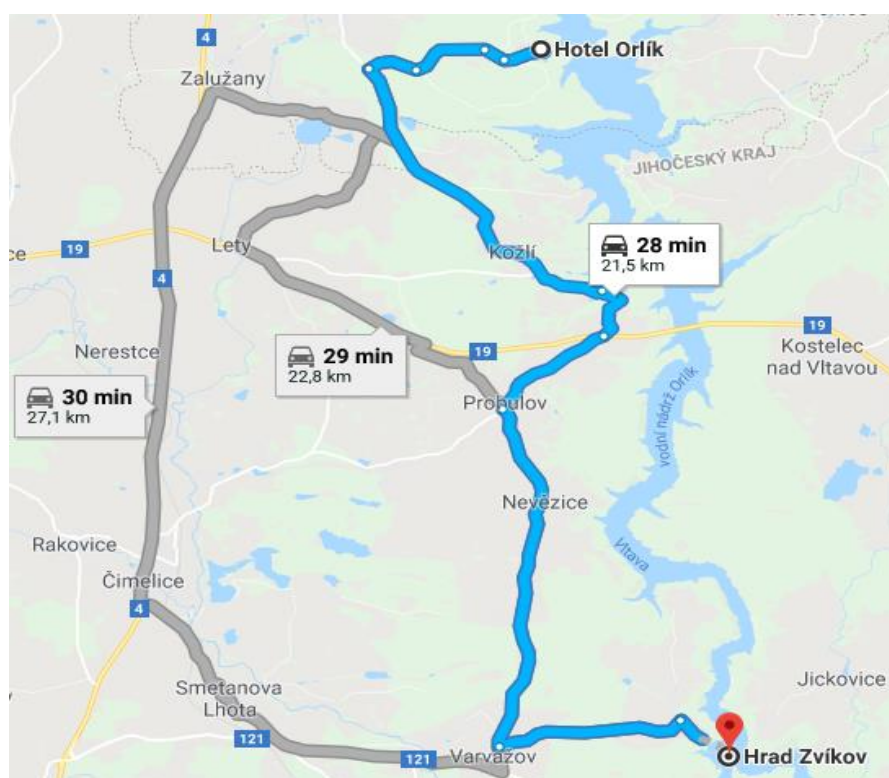 4
Hotel Orlík
Zalužany
JIHOČESKÝ KRAJ
19
Lety
Kožlí
28 min
21,5 km
4
29 min
22,8 km
19
19
Kostelec
nad Vltavou
Nerestce
30 min
27,1 km
Probulov
vodní nádrž Orlík
Nevězice
Rakovice
Vltava
Čimelice
4
Smetanova
Lhota
Jickovice
121
121
Varvažov
Hrad Zvíkov